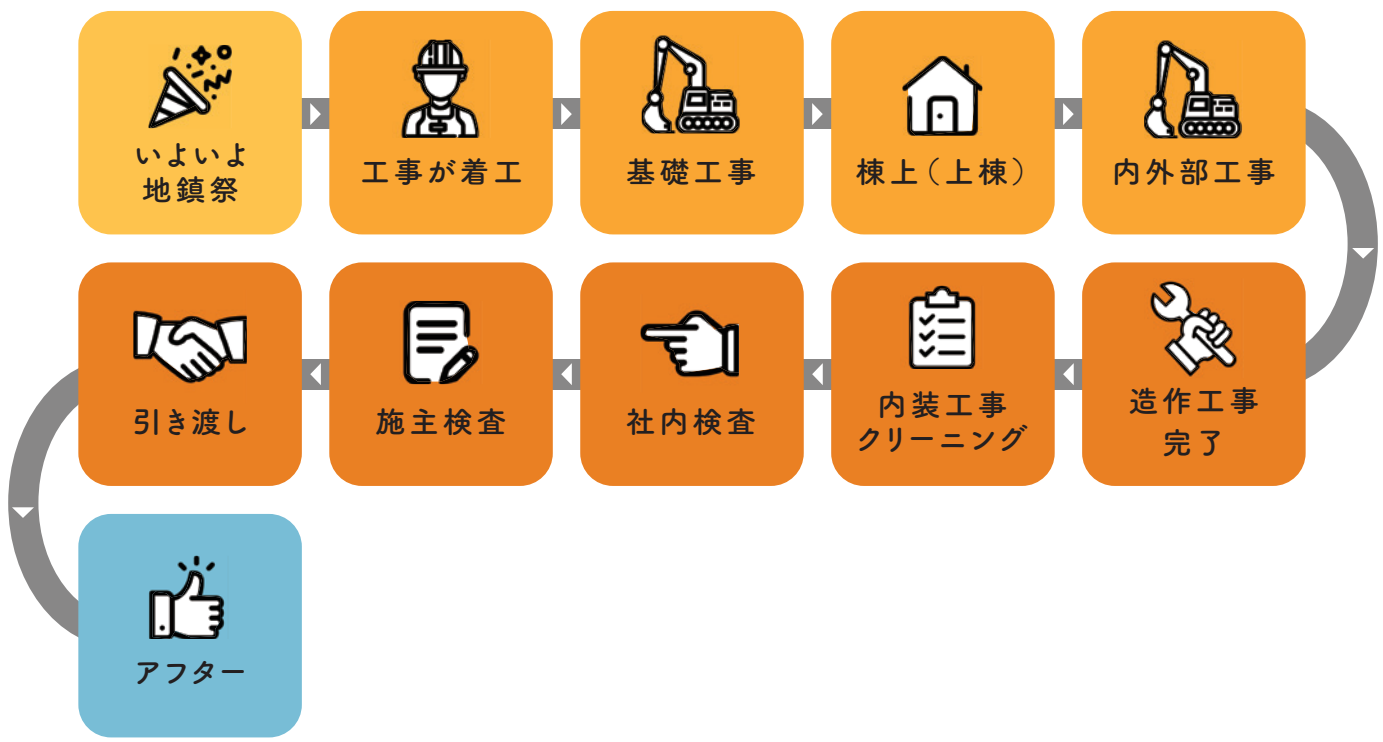 いよいよ
地鎮祭
工事が着工
基礎工事
棟上（上棟）
内外部工事
造作工事
完了
内装工事
クリーニング
社内検査
施主検査
引き渡し
アフター